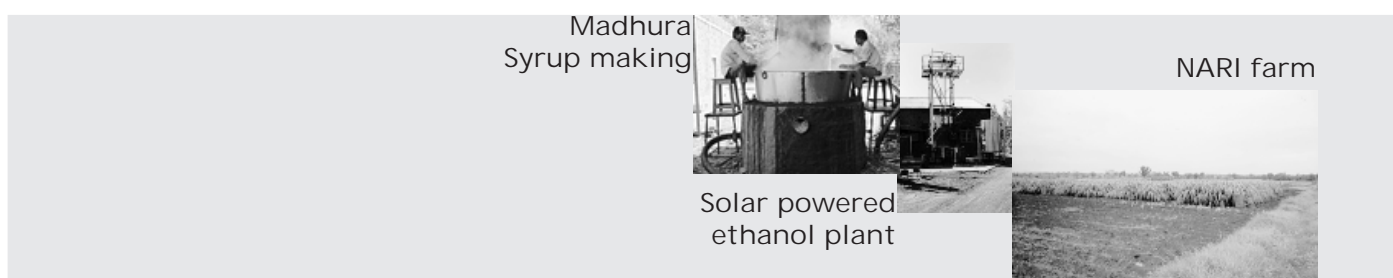 Madhura
Syrup making
NARI farm
Solar powered
ethanol plant